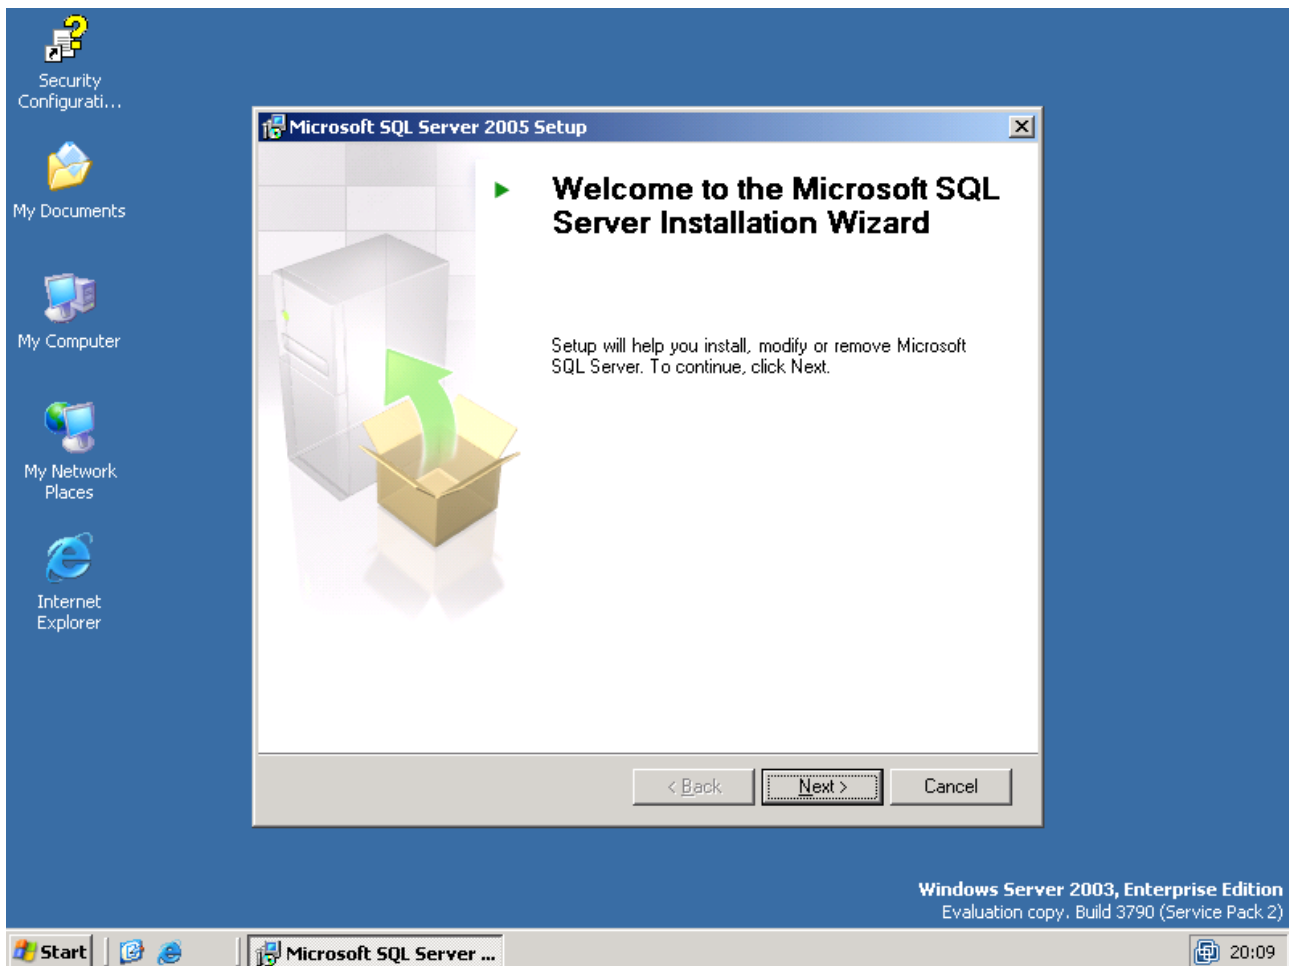 Security
Configurati...
My Documents
My Computer
My Network
Places
Internet
Explorer
Microsoft SQL Server 2005 Setup
Welcome to the Microsoft SQL
Server Installation Wizard
Setup will help you install, modify or remove Microsoft
SQL Server. To continue, click Next.
< Back
Next >
Cancel
Windows Server 2003, Enterprise Edition
Evaluation copy. Build 3790 (Service Pack 2)
Start
Microsoft SQL Server ...
20:09